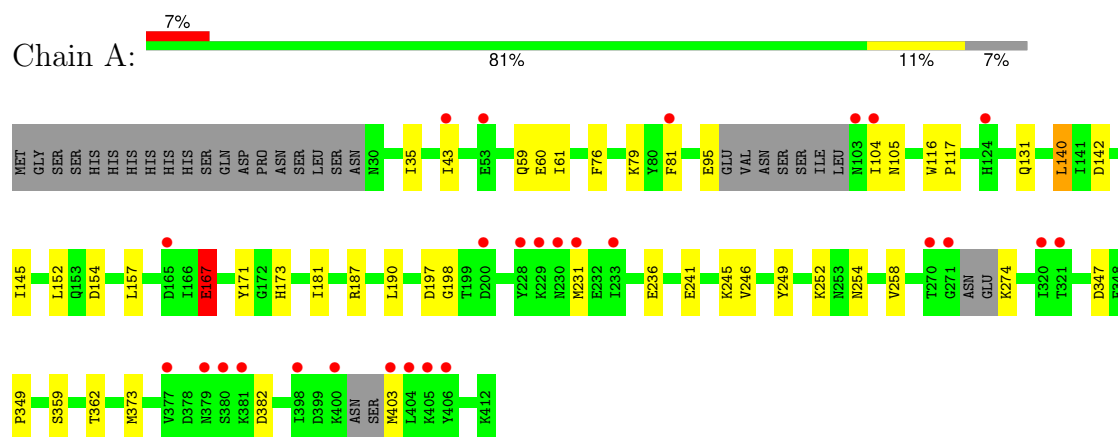 7%
Chain A:
81% 11% 7%
MET GLY SER SER HIS HIS HIS HIS HIS HIS SER GLN ASP PRO ASN SER LEU SER ASN N30 I35 I43 E53 Q59 E60 I61 F76 K79 Y80 F81 E95 GLU VAL ASN SER SER ILE LEU N103 I104 N105 W116 P117 H124 Q131 L140 I141 D142
I145 L152 Q153 D154 L157 D165 I166 E167 Y171 G172 H173 I181 R187 L190 D197 G198 T199 D200 Y228 K229 N230 M231 E232 I233 E236 E241 K245 V246 Y249 K252 N253 N254 V258 T270 G271 ASN GLU K274 I320 T321 D347 E348
P349 S359 T362 M373 V377 D378 N379 S380 K381 D382 I398 D399 K400 ASN SER M403 L404 K405 Y406 K412